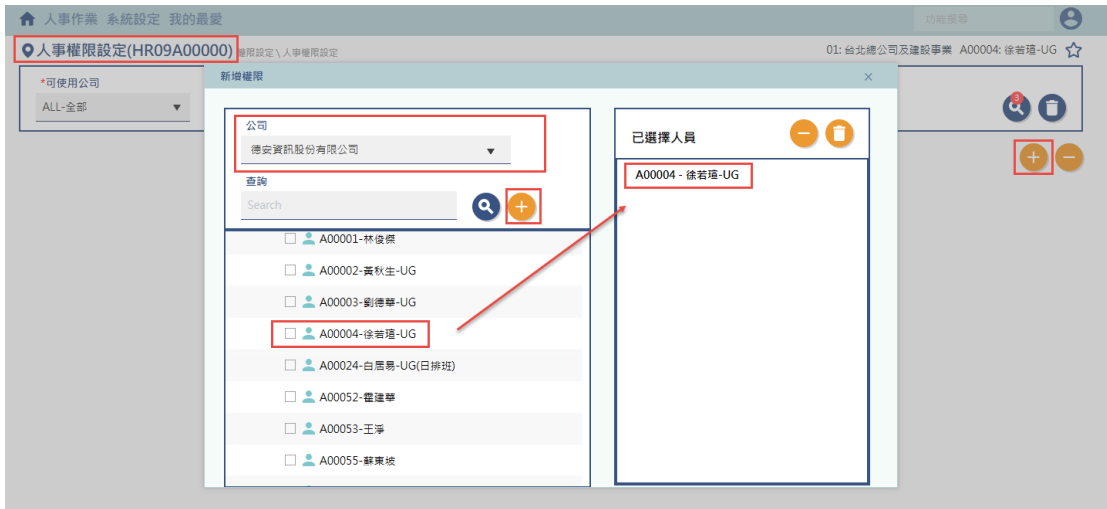 人事作業 系統設定 我的最愛
功能搜尋
人事權限設定(HR09A00000)
權限設定\人事權限設定
01: 台北總公司及建設事業 A00004: 徐若瑄-UG
*可使用公司
ALL-全部
3
新增權限
公司
德安資訊股份有限公司
查詢
Search
已選擇人員
A00004 - 徐若瑄-UG
A00001-林俊傑
A00002-黃秋生-UG
A00003-劉德華-UG
A00004-徐若瑄-UG
A00024-白居易-UG(日排班)
A00052-霍建華
A00053-王淨
A00055-蘇東坡